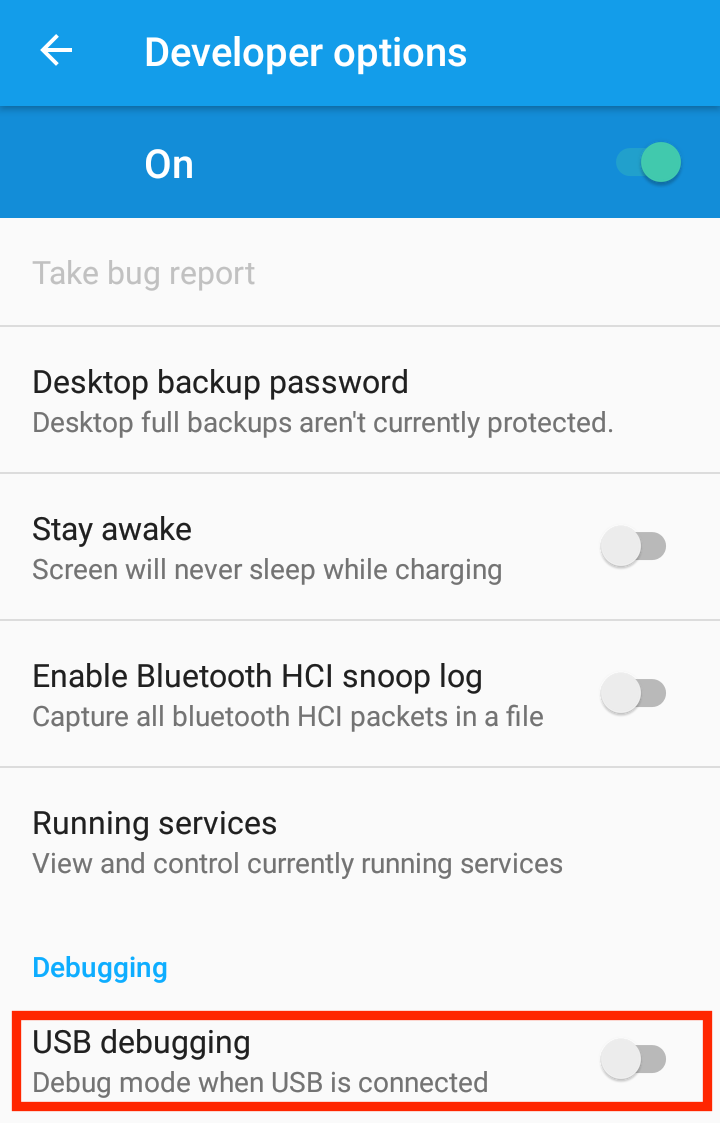 Developer options
On
Take bug report
Desktop backup password
Desktop full backups aren't currently protected.
Stay awake
Screen will never sleep while charging
Enable Bluetooth HCI snoop log
Capture all bluetooth HCI packets in a file
Running services
View and control currently running services
Debugging
USB debugging
Debug mode when USB is connected